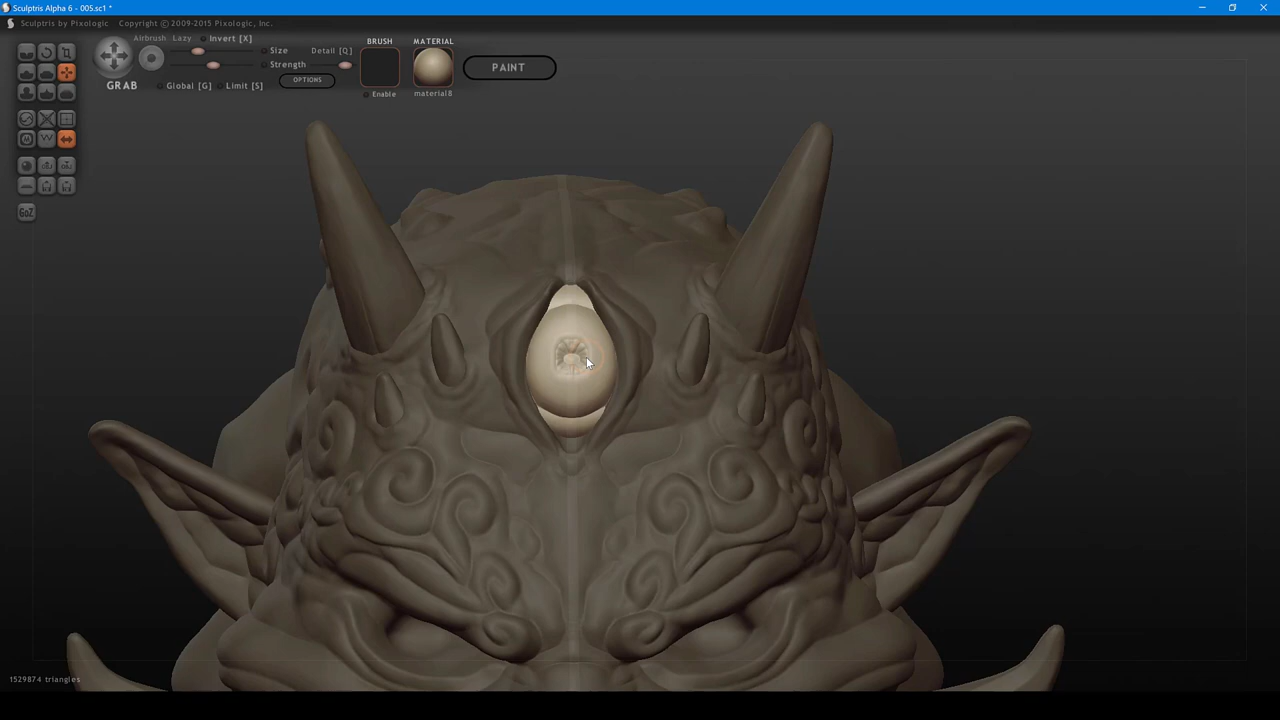 Sculptris Alpha 6 - 005.sc1 *
Sculptris by Pixologic Copyright © 2009-2015 Pixologic, Inc.
Airbrush Lazy Invert [X]
Size Detail [Q]
Strength
OPTIONS
GRAB Global [G] Limit [S]
BRUSH
Enable
MATERIAL
material8
PAINT
GoZ
1529874 triangles